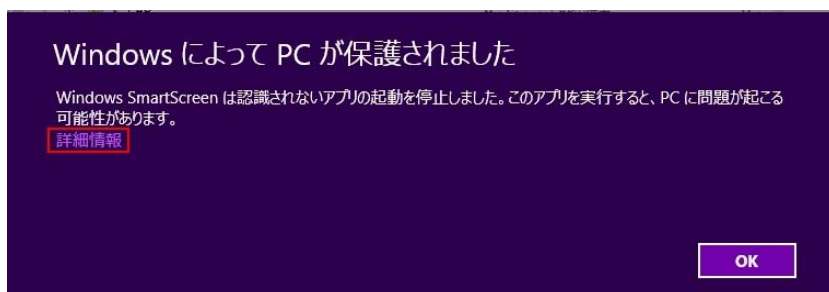 Windows によって PC が保護されました
Windows SmartScreen は認識されないアプリの起動を停止しました。このアプリを実行すると、PC に問題が起こる
可能性があります。
詳細情報
OK